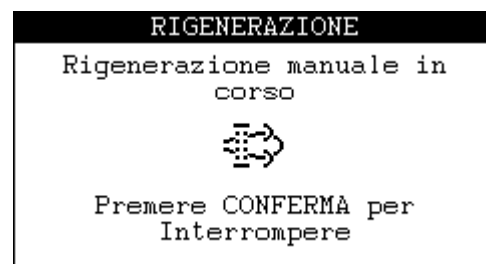 RIGENERAZIONE
Rigenerazione manuale in
corso
Premere CONFERMA per
Interrompere